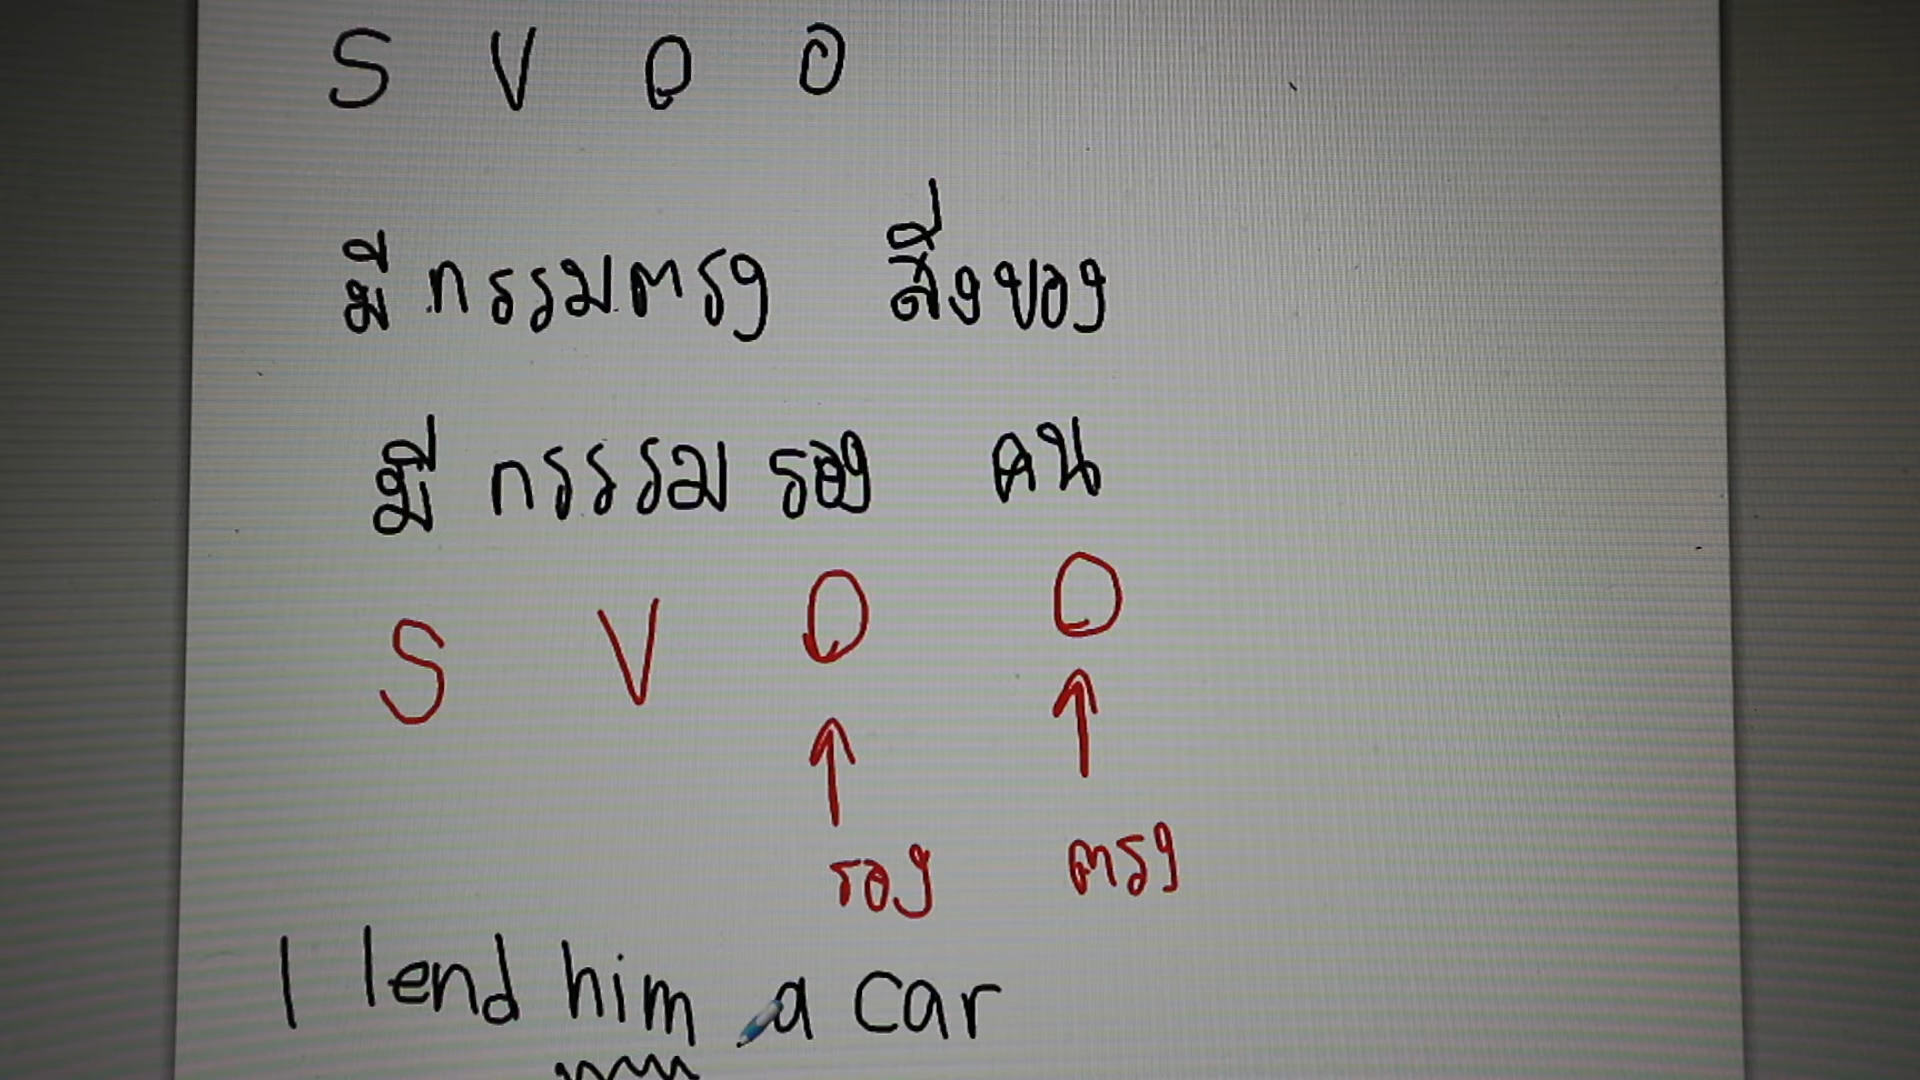 S V O O
มี กรรมตรง สิ่งของ
มี กรรรม รอง คน
S V O O
รอง ตรง
I lend him a car